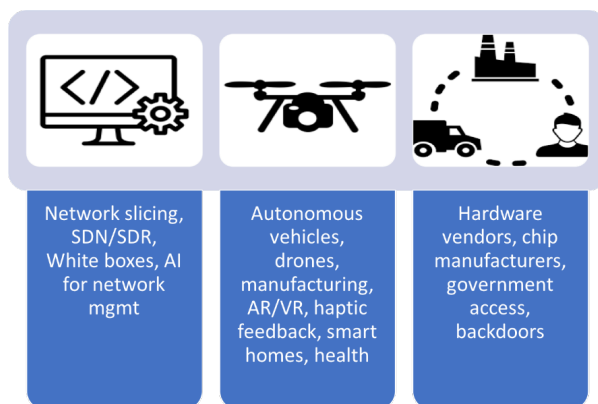 </>
Network slicing,
SDN/SDR,
White boxes, AI
for network
mgmt
Autonomous
vehicles,
drones,
manufacturing,
AR/VR, haptic
feedback, smart
homes, health
Hardware
vendors, chip
manufacturers,
government
access,
backdoors